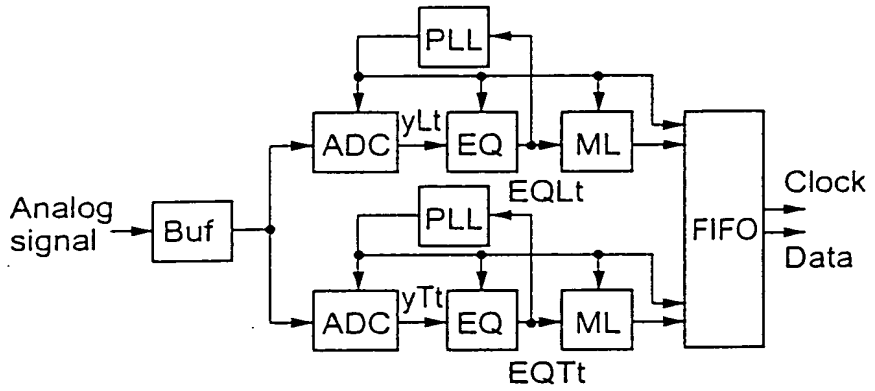 PLL
ADC
yLt
EQ
ML
EQLt
Analog
signal
Buf
PLL
FIFO
Clock
Data
ADC
yTt
EQ
ML
EQTt